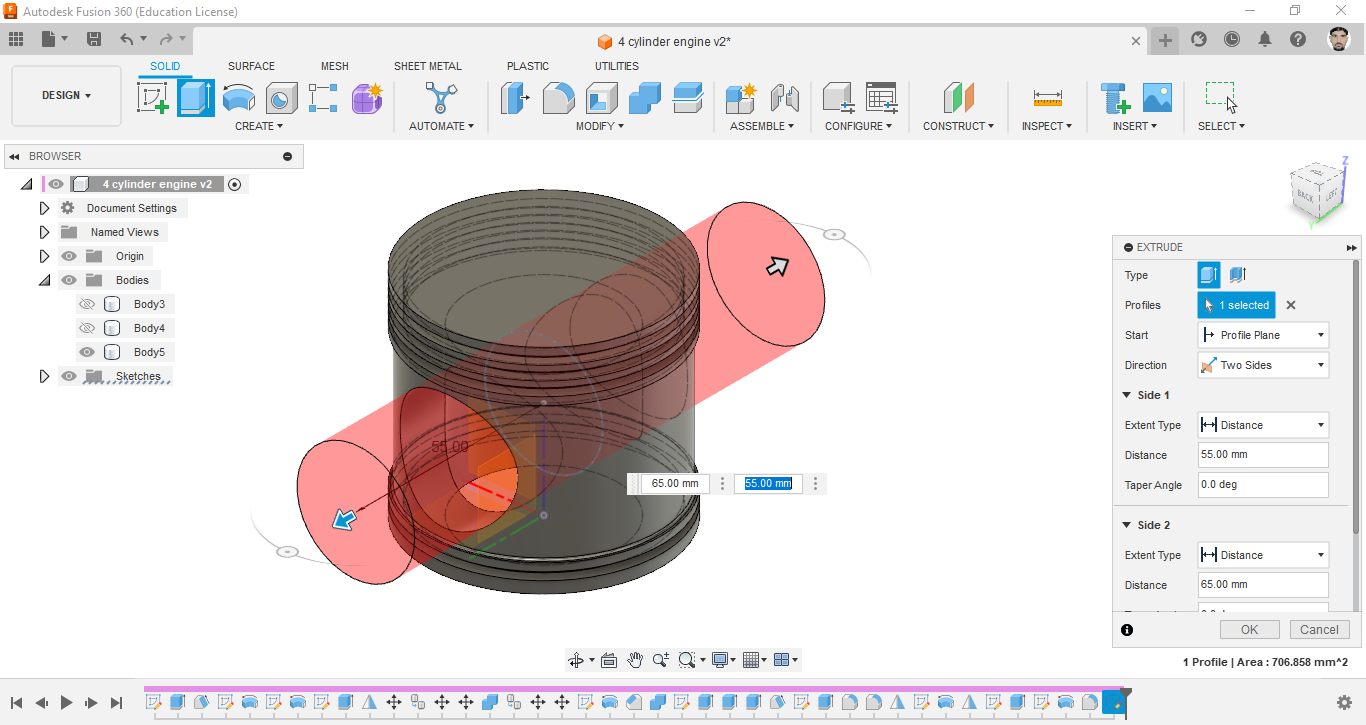 Autodesk Fusion 360 (Education License)
4 cylinder engine v2*
SOLID SURFACE MESH SHEET METAL PLASTIC UTILITIES
DESIGN
CREATE AUTOMATE MODIFY ASSEMBLE CONFIGURE CONSTRUCT INSPECT INSERT SELECT
BROWSER
4 cylinder engine v2
Document Settings
Named Views
Origin
Bodies
Body3
Body4
Body5
Sketches
Z
BACK LEFT
Y
55.00
65.00 mm 55.00 mm
EXTRUDE
Type
Profiles 1 selected
Start Profile Plane
Direction Two Sides
Side 1
Extent Type Distance
Distance 55.00 mm
Taper Angle 0.0 deg
Side 2
Extent Type Distance
Distance 65.00 mm
OK Cancel
1 Profile | Area : 706.858 mm^2